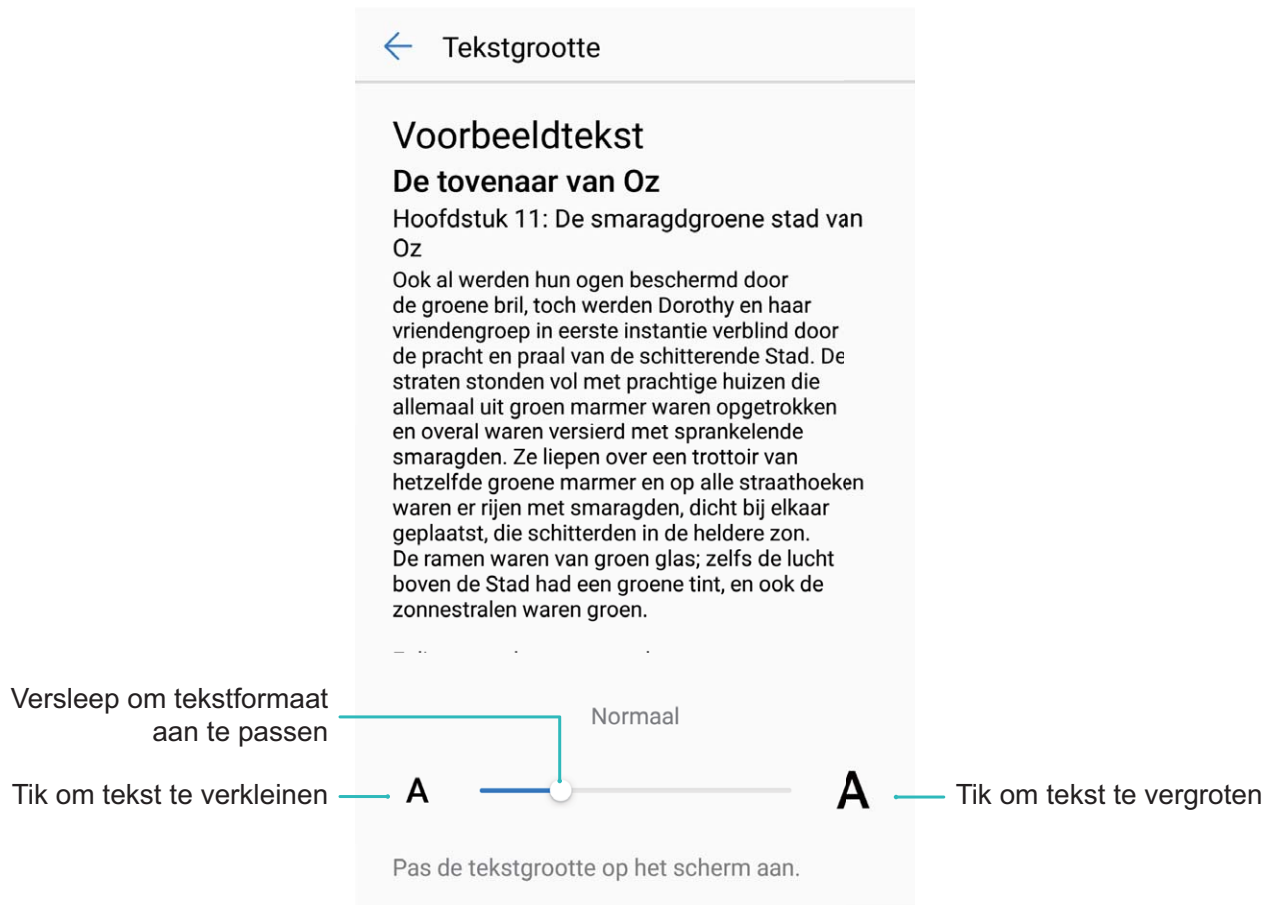 Tekstgrootte
Voorbeeldtekst
De tovenaar van Oz
Hoofdstuk 11: De smaragdgroene stad van
Oz
Ook al werden hun ogen beschermd door
de groene bril, toch werden Dorothy en haar
vriendengroep in eerste instantie verblind door
de pracht en praal van de schitterende Stad. De
straten stonden vol met prachtige huizen die
allemaal uit groen marmer waren opgetrokken
en overal waren versierd met sprankelende
smaragden. Ze liepen over een trottoir van
hetzelfde groene marmer en op alle straathoeken
waren er rijen met smaragden, dicht bij elkaar
geplaatst, die schitterden in de heldere zon.
De ramen waren van groen glas; zelfs de lucht
boven de Stad had een groene tint, en ook de
zonnestralen waren groen.
Versleep om tekstformaat
aan te passen
Normaal
Tik om tekst te verkleinen
A
A
Tik om tekst te vergroten
Pas de tekstgrootte op het scherm aan.